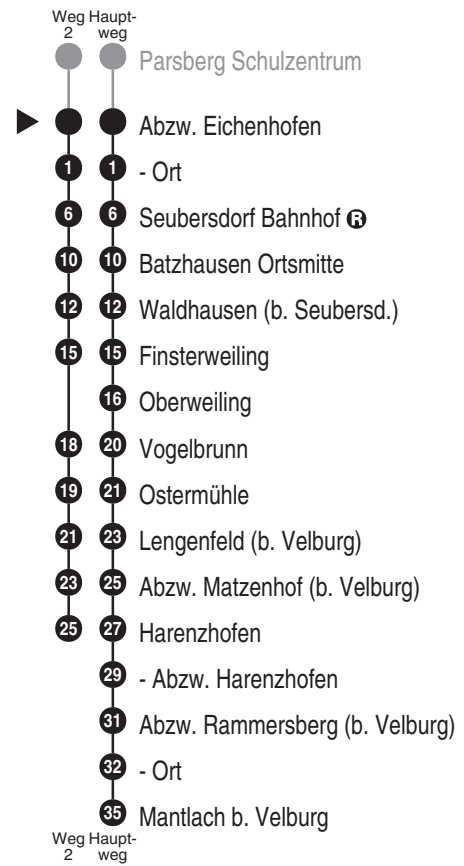 Weg Haupt-
2 weg
Parsberg Schulzentrum
Abzw. Eichenhofen
1 1 - Ort
6 6 Seubersdorf Bahnhof R
10 10 Batzhausen Ortsmitte
12 12 Waldhausen (b. Seubersd.)
15 15 Finsterweiling
16 Oberweiling
18 20 Vogelbrunn
19 21 Ostermühle
21 23 Lengenfeld (b. Velburg)
23 25 Abzw. Matzenhof (b. Velburg)
25 27 Harenzhofen
29 - Abzw. Harenzhofen
31 Abzw. Rammersberg (b. Velburg)
32 - Ort
35 Mantlach b. Velburg
Weg Haupt-
2 weg